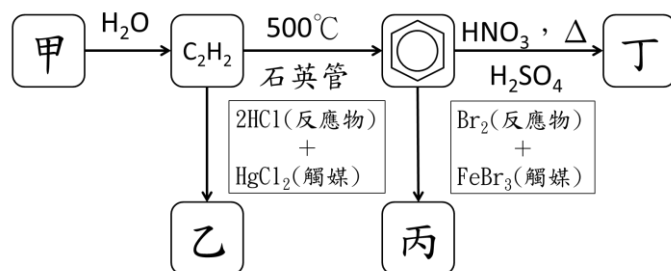 甲
H₂O
C₂H₂
500℃
石英管
HNO₃，Δ
H₂SO₄
丁
2HCl(反應物)
+
HgCl₂(觸媒)
Br₂(反應物)
+
FeBr₃(觸媒)
乙
丙